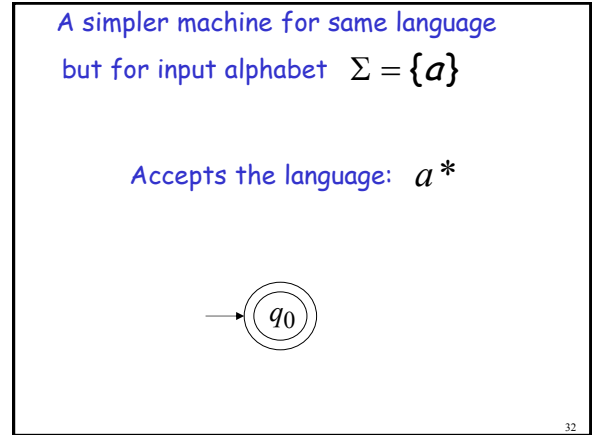 A simpler machine for same language
but for input alphabet Σ = {a}
Accepts the language: a*
q₀
32